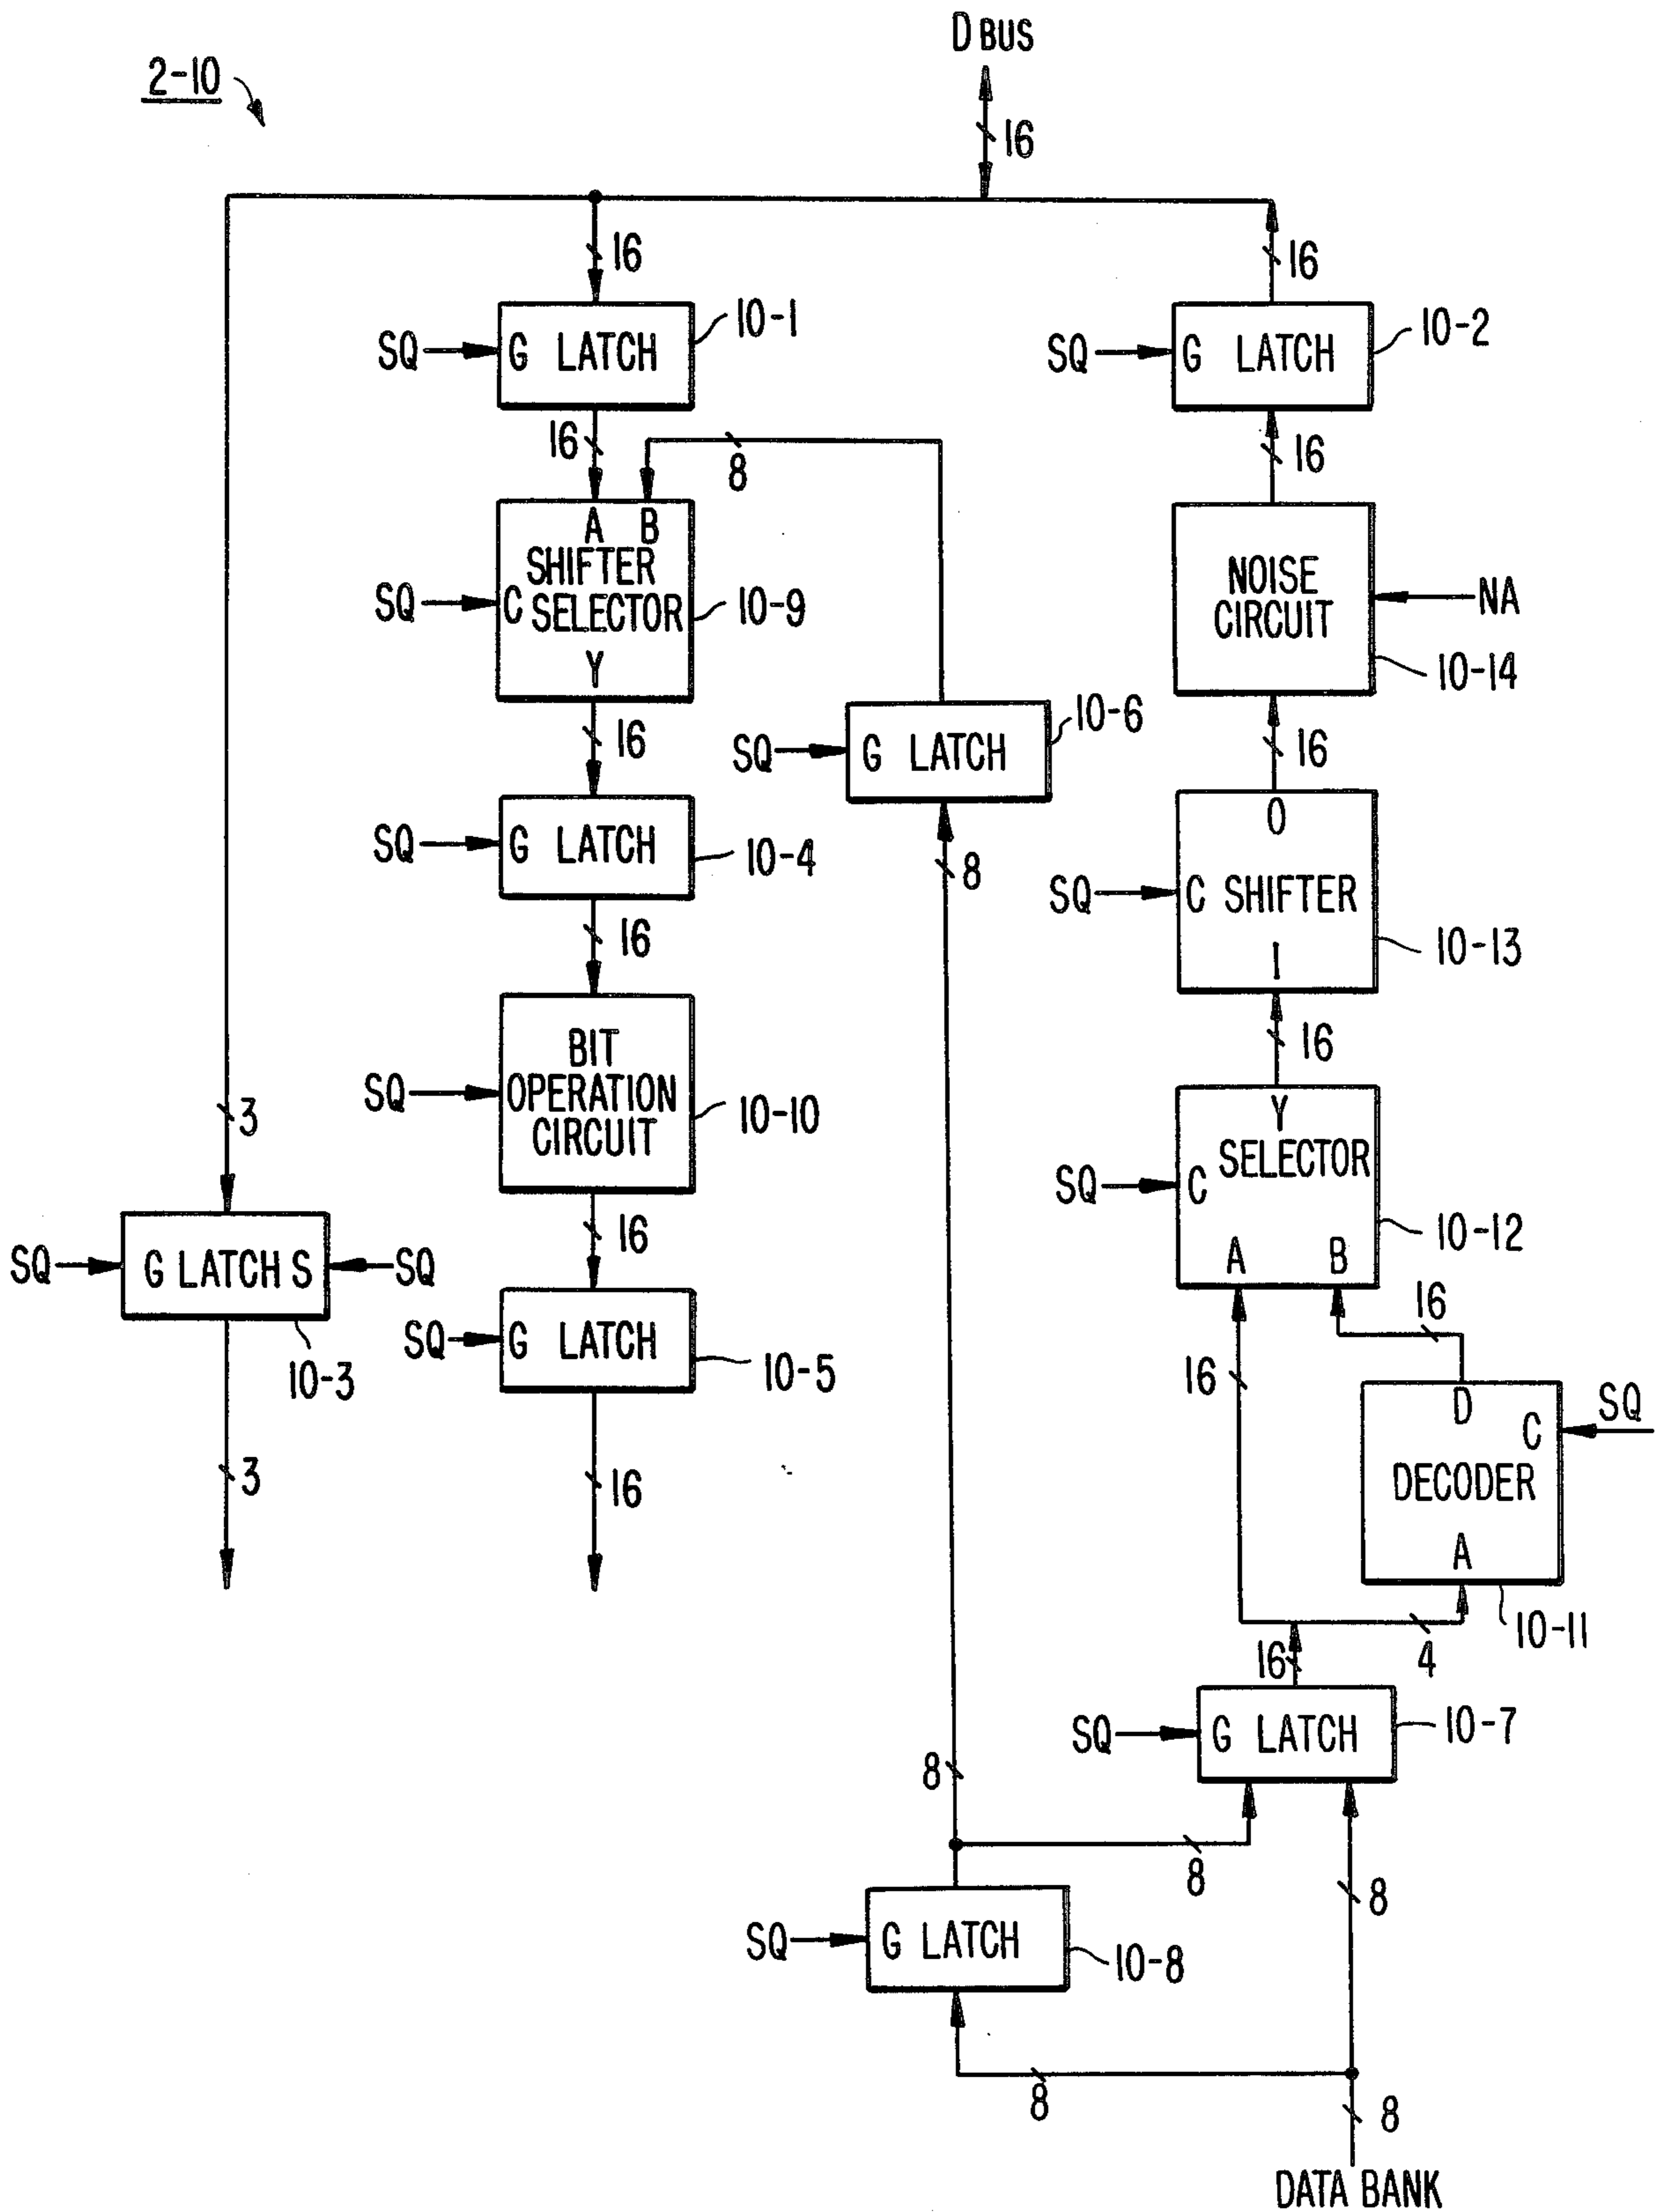 D BUS
2-10
16
16
16
10-1
10-2
SQ
G LATCH
SQ
G LATCH
16
8
16
A B
SHIFTER
SELECTOR
SQ
C
Y
10-9
NOISE
CIRCUIT
NA
10-14
16
10-6
SQ
G LATCH
16
SQ
G LATCH
10-4
8
O
SQ
C SHIFTER
I
10-13
16
BIT
OPERATION
CIRCUIT
SQ
10-10
16
3
Y
SELECTOR
SQ
C
A B
10-12
16
SQ
G LATCH S
SQ
10-3
SQ
G LATCH
10-5
16
16
D
C
SQ
DECODER
A
10-11
3
16
4
16
SQ
G LATCH
10-7
8
8
8
SQ
G LATCH
10-8
8
8
DATA BANK